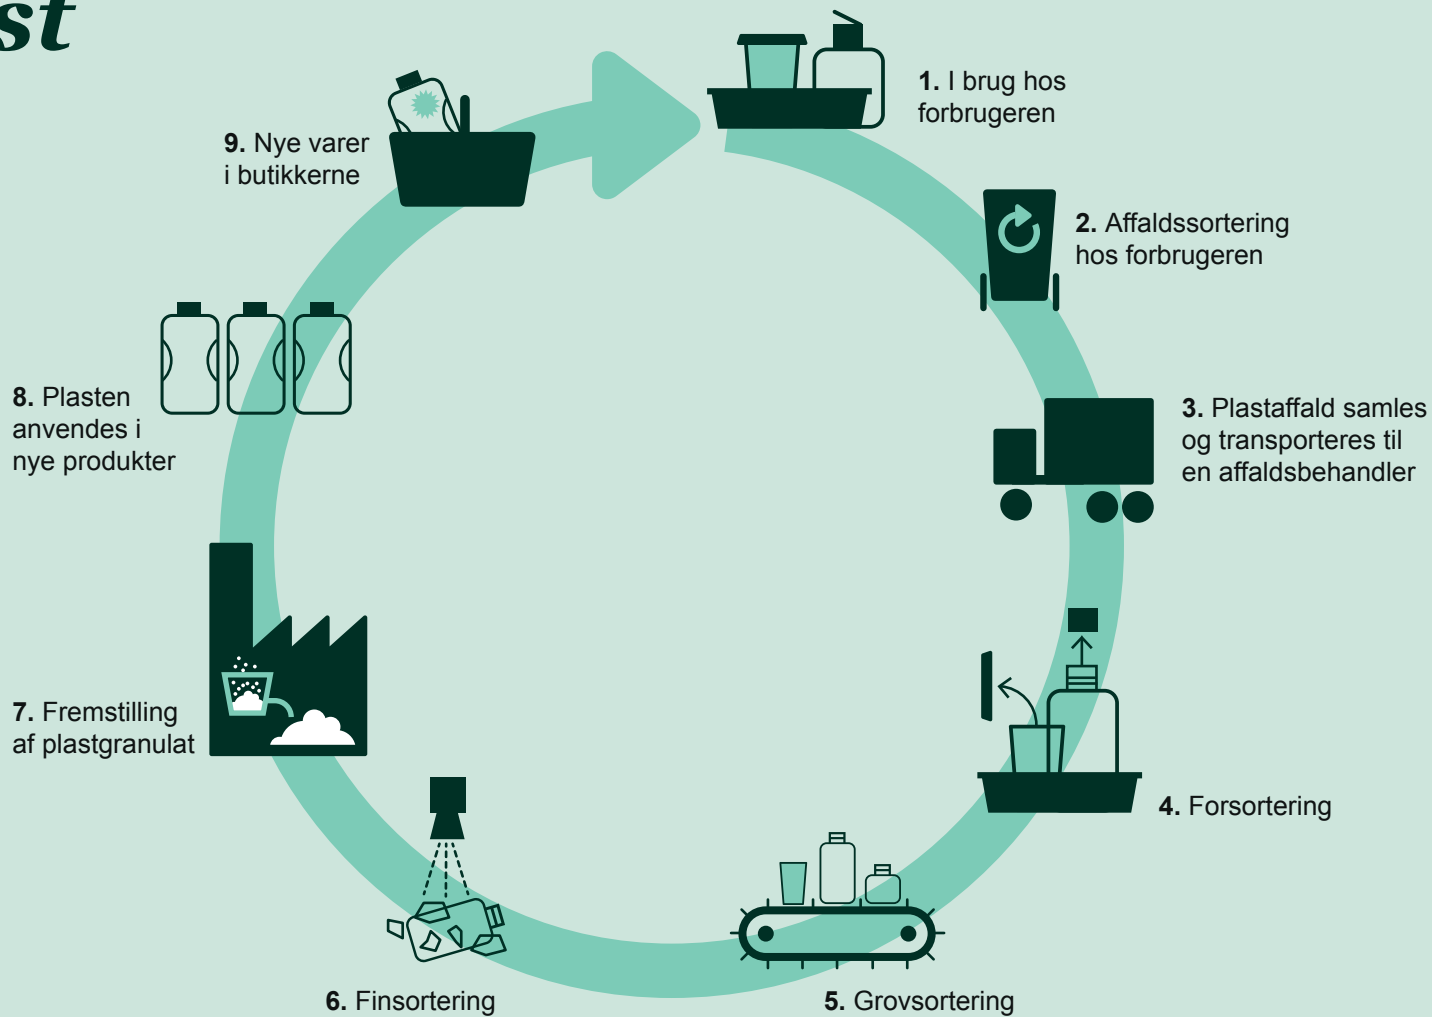 st
1. I brug hos
forbrugeren
2. Affaldssortering
hos forbrugeren
3. Plastaffald samles
og transporteres til
en affaldsbehandler
4. Forsortering
5. Grovsortering
6. Finsortering
7. Fremstilling
af plastgranulat
8. Plasten
anvendes i
nye produkter
9. Nye varer
i butikkerne